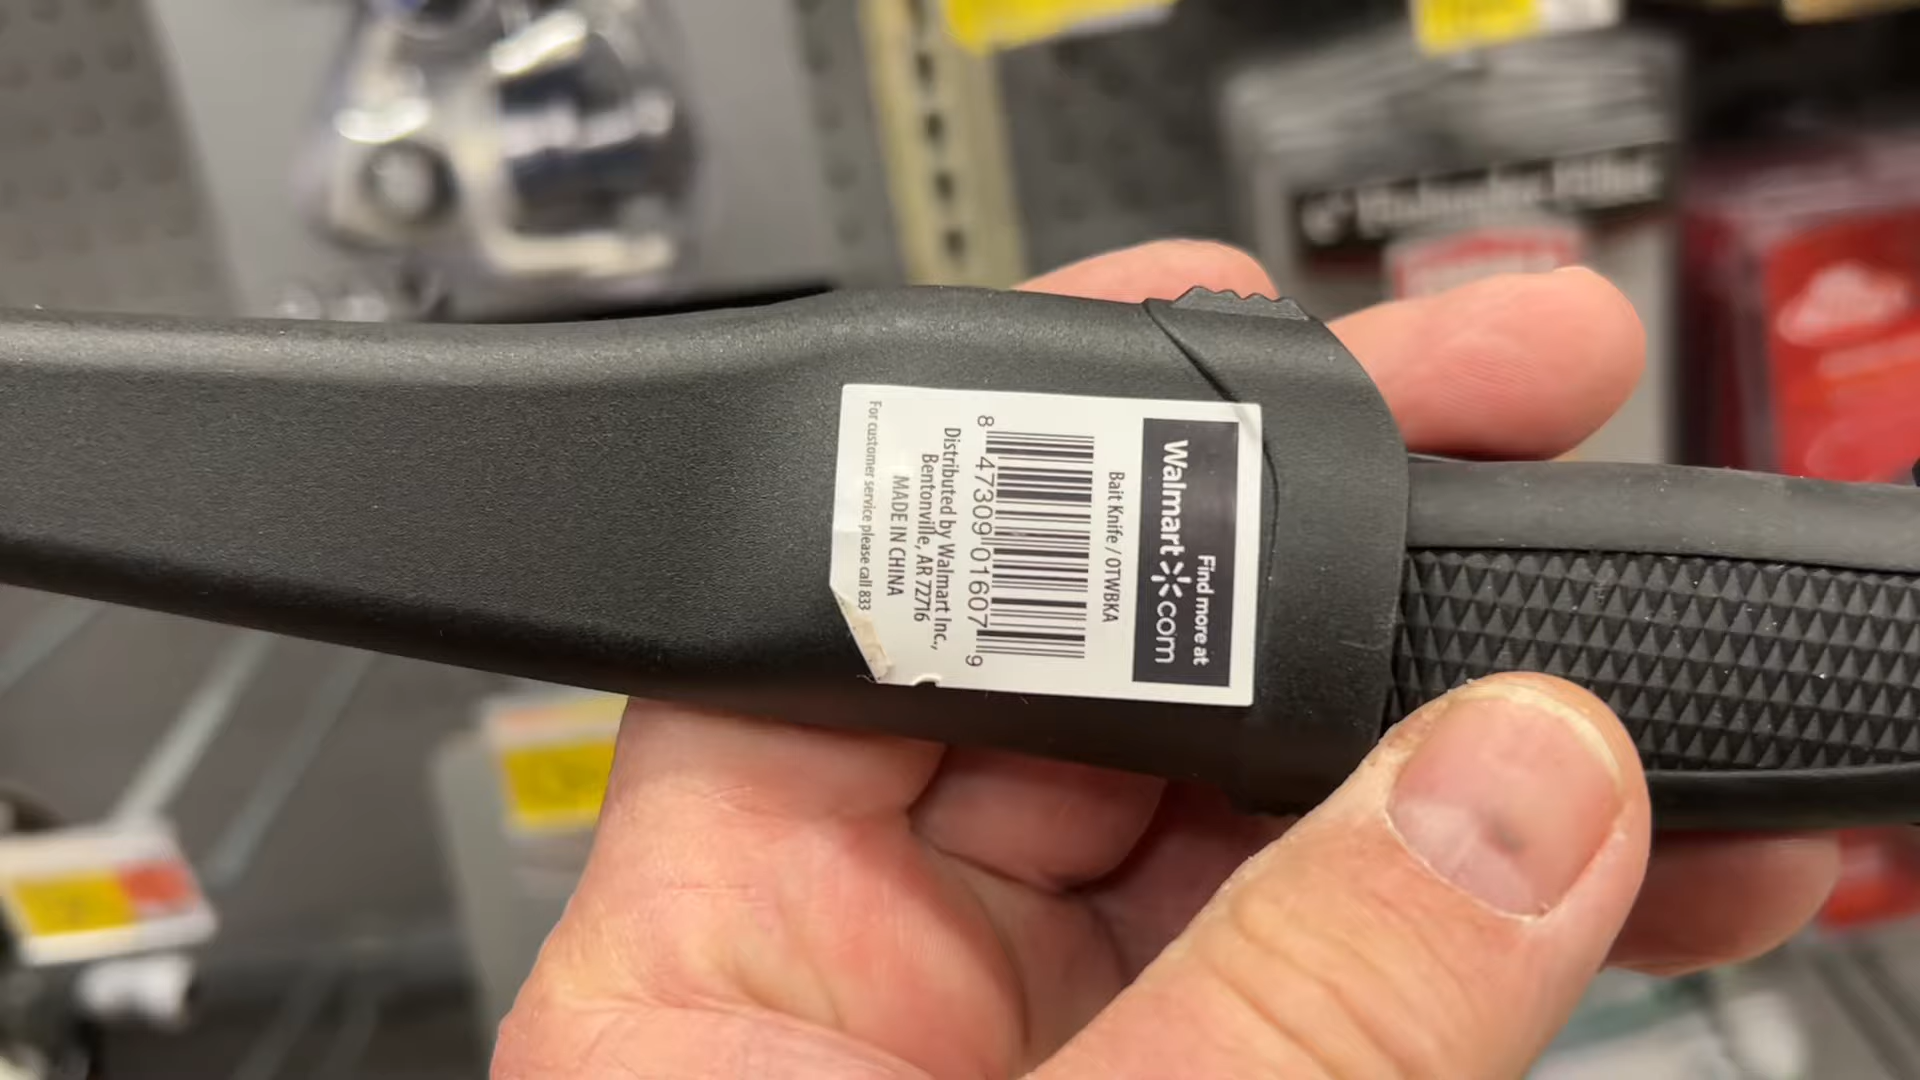 Find more at
Walmart com
Bait Knife / OTWBKA
8 47309 01607 9
Distributed by Walmart Inc.,
Bentonville, AR 72716
MADE IN CHINA
For customer service please call 833